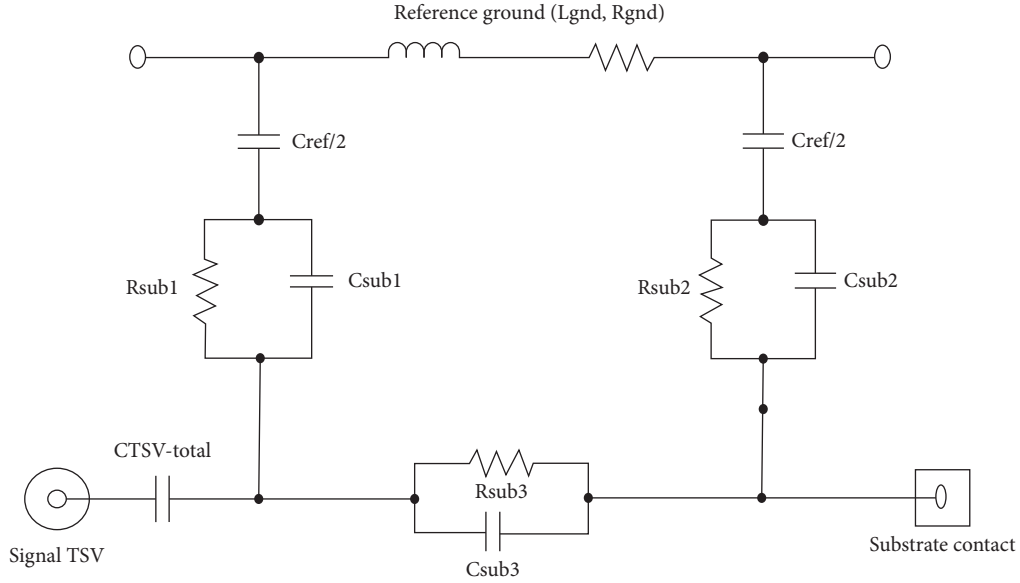 Reference ground (Lgnd, Rgnd)
Cref/2
Cref/2
Rsub1
Csub1
Rsub2
Csub2
CTSV-total
Rsub3
Csub3
Signal TSV
Substrate contact